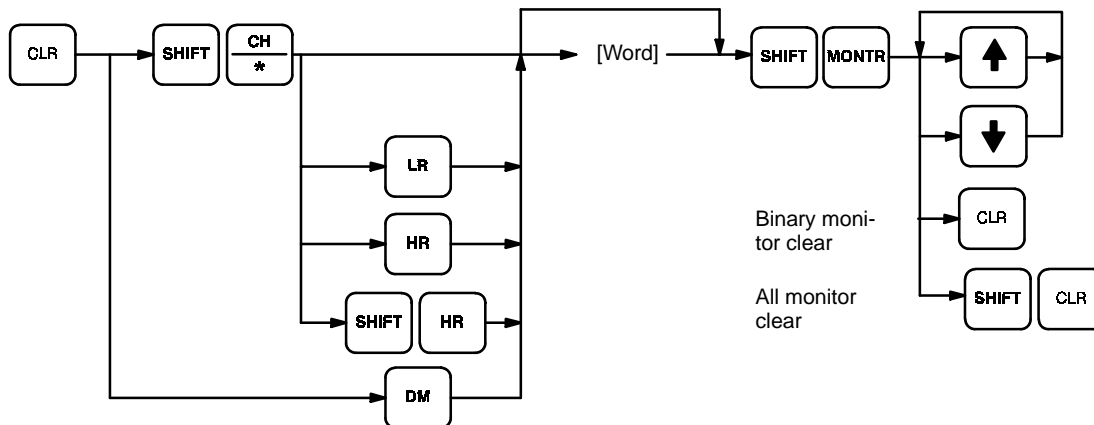 CLR SHIFT CH [Word] SHIFT MONTR
*
LR
HR
Binary moni-
tor clear
CLR
All monitor
clear
SHIFT CLR
SHIFT HR
DM